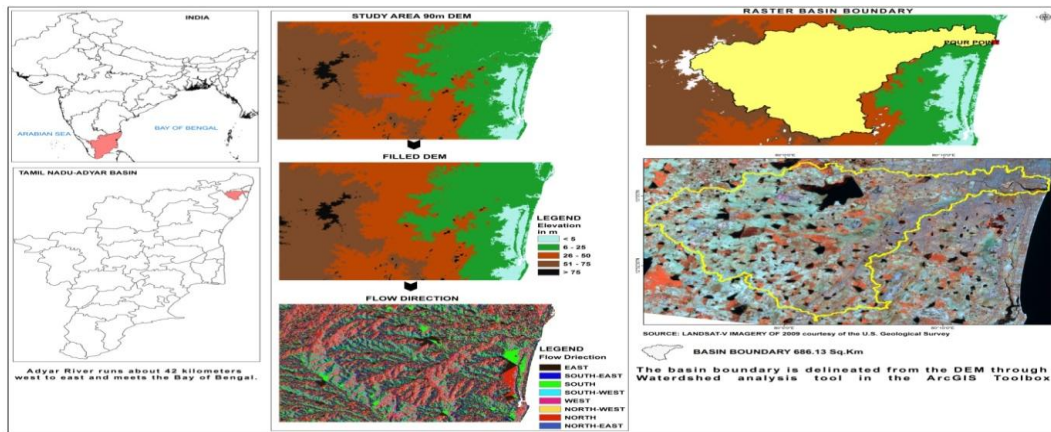 INDIA
ARABIAN SEA
BAY OF BENGAL
TAMIL NADU-ADYAR BASIN
Adyar River runs about 42 kilometers
west to east and meets the Bay of Bengal.
STUDY AREA 90m DEM
FILLED DEM
LEGEND
Elevation
in m
< 5
6 - 25
26 - 50
51 - 75
> 75
FLOW DIRECTION
LEGEND
Flow Driection
EAST
SOUTH-EAST
SOUTH
SOUTH-WEST
WEST
NORTH-WEST
NORTH
NORTH-EAST
RASTER BASIN BOUNDARY
POUR POINT
SOURCE: LANDSAT-V IMAGERY OF 2009 courtesy of the U.S. Geological Survey
BASIN BOUNDARY 686.13 Sq.Km
The basin boundary is delineated from the DEM through
Watershed analysis tool in the ArcGIS Toolbox